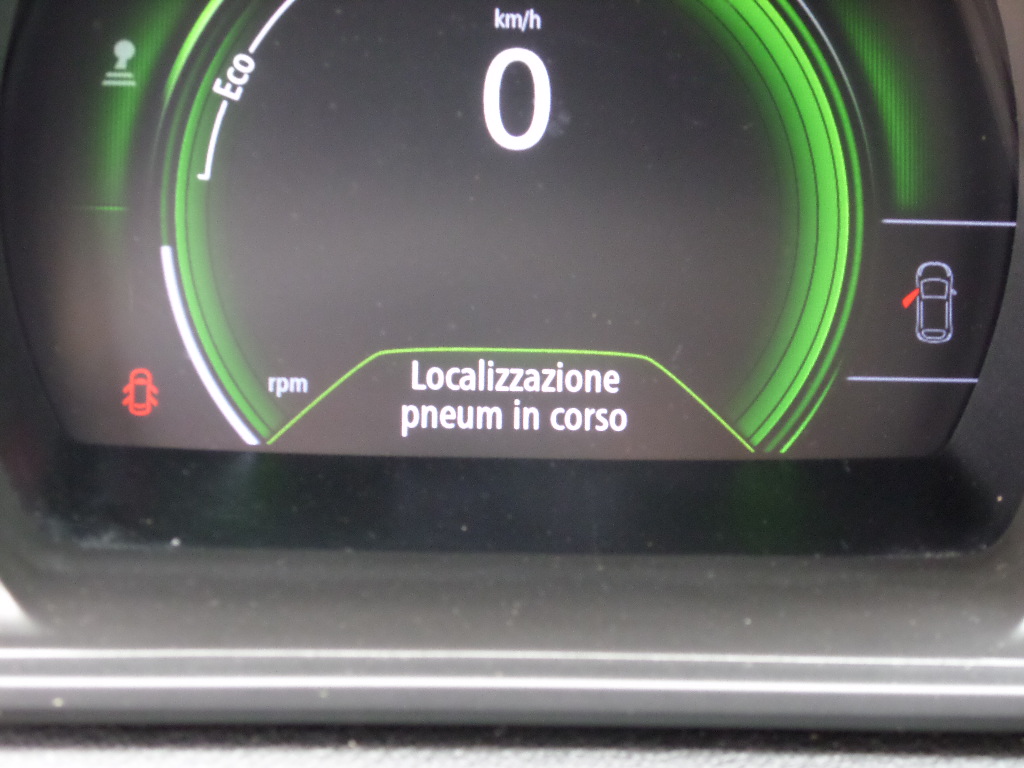 km/h
0
Eco
rpm
Localizzazione
pneum in corso